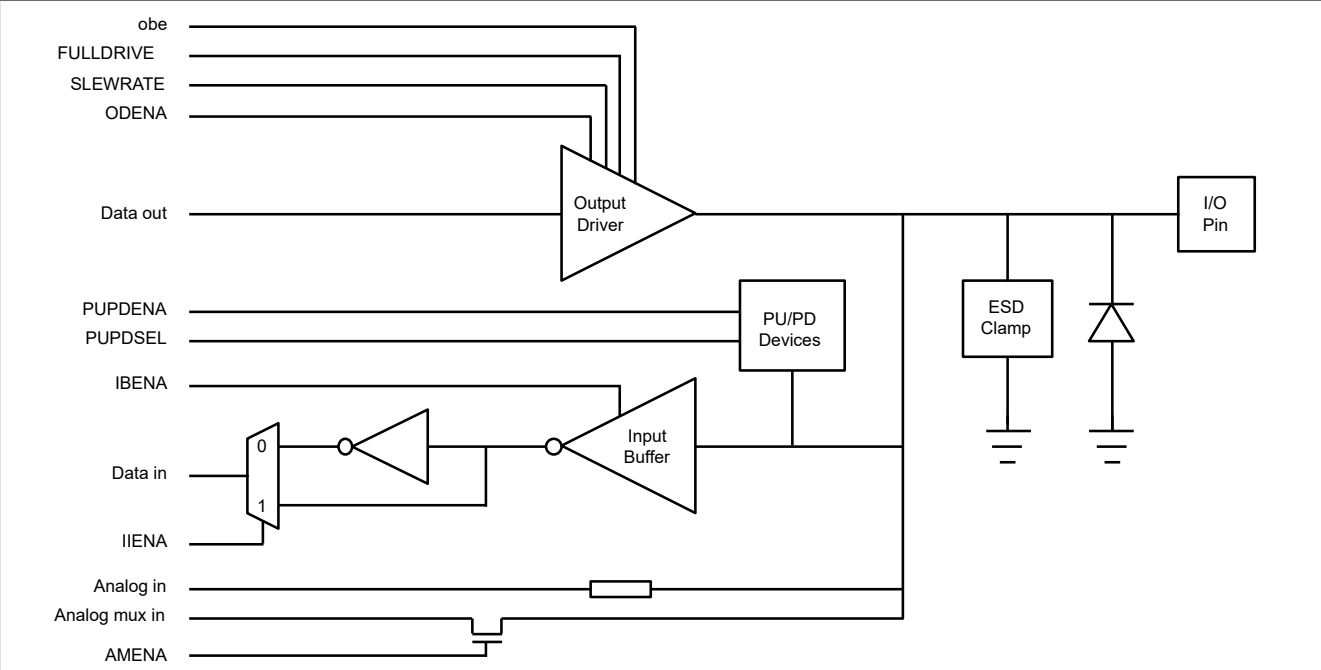 obe
FULLDRIVE
SLEWRATE
ODENA
Data out
Output
Driver
I/O
Pin
PUPDENA
PUPDSEL
PU/PD
Devices
ESD
Clamp
IBENA
Input
Buffer
0
Data in
1
IIENA
Analog in
Analog mux in
AMENA